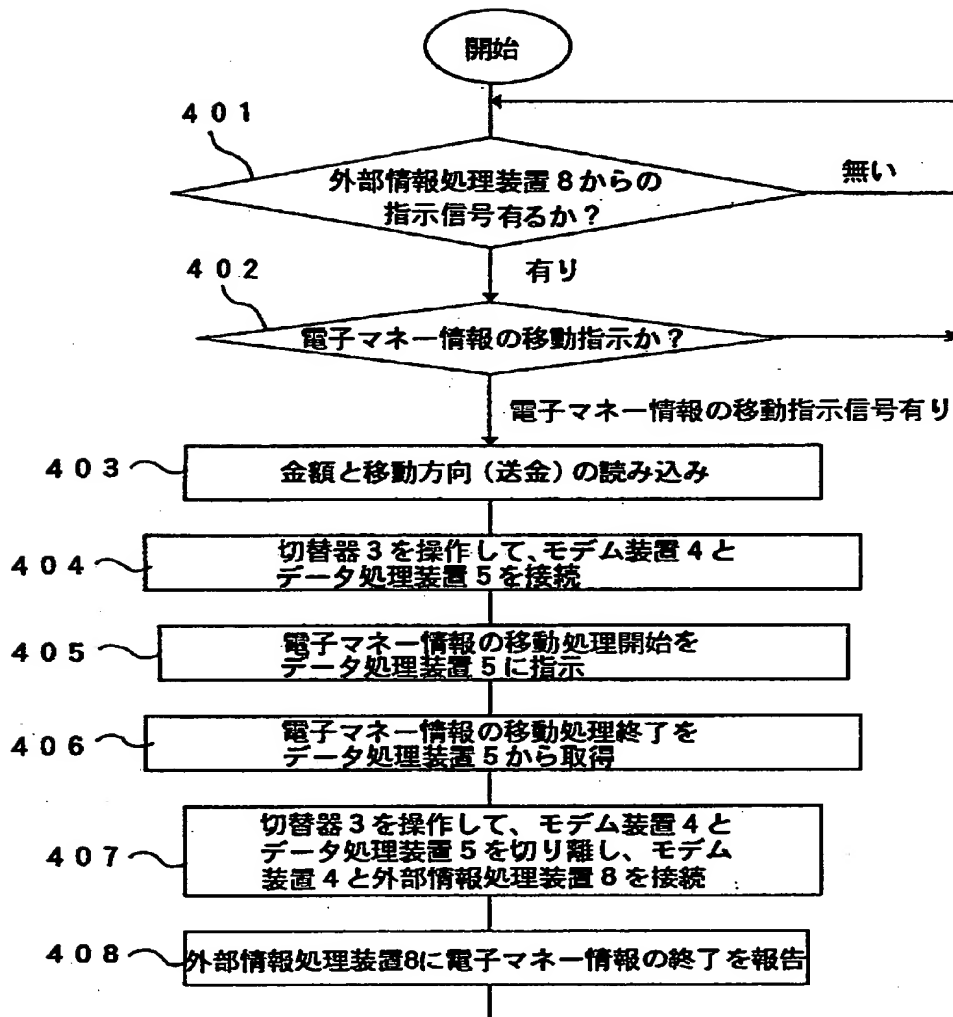 開始
401
外部情報処理装置8からの
指示信号有るか？
無い
有り
402
電子マネー情報の移動指示か？
電子マネー情報の移動指示信号有り
403
金額と移動方向（送金）の読み込み
404
切替器3を操作して、モデム装置4と
データ処理装置5を接続
405
電子マネー情報の移動処理開始を
データ処理装置5に指示
406
電子マネー情報の移動処理終了を
データ処理装置5から取得
407
切替器3を操作して、モデム装置4と
データ処理装置5を切り離し、モデム
装置4と外部情報処理装置8を接続
408
外部情報処理装置8に電子マネー情報の終了を報告